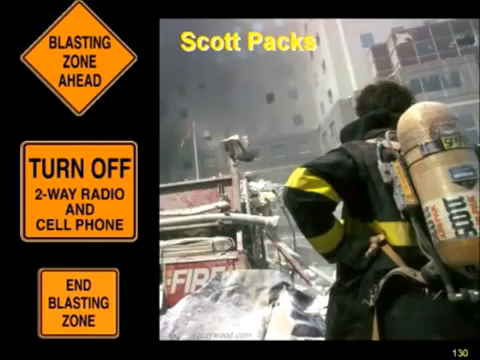 BLASTING
ZONE
AHEAD
TURN OFF
2-WAY RADIO
AND
CELL PHONE
END
BLASTING
ZONE
Scott Packs
FIRE
130